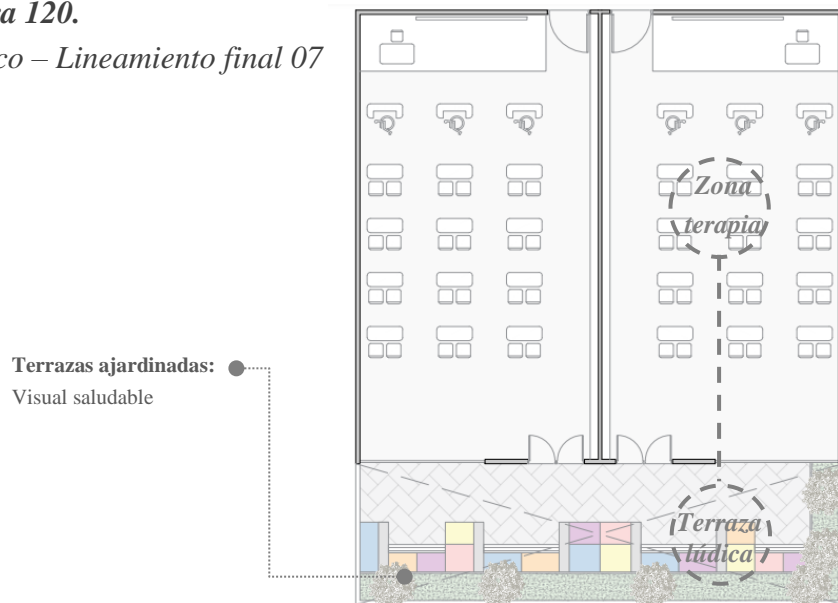 a 120.
co – Lineamiento final 07
Zona
terapia
Terrazas ajardinadas:
Visual saludable
Terraza
lúdica